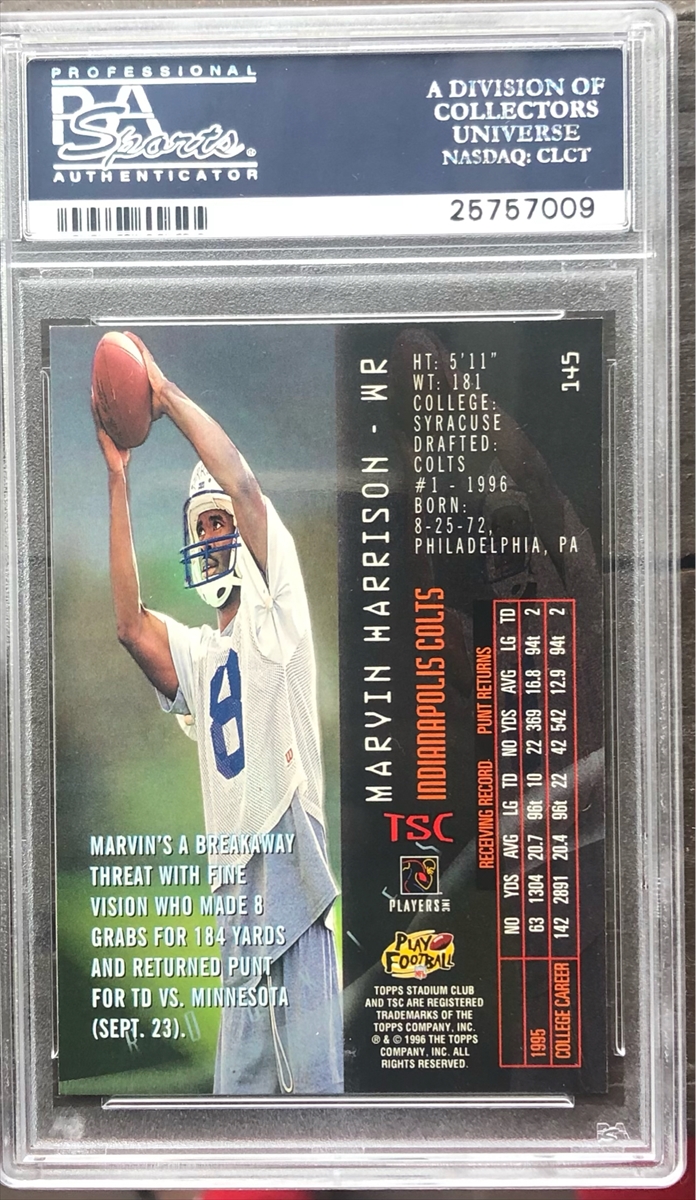 PROFESSIONAL
PSA
Sports®
AUTHENTICATOR
A DIVISION OF
COLLECTORS
UNIVERSE
NASDAQ: CLCT
25757009
145
HT: 5'11"
WT: 181
COLLEGE:
SYRACUSE
DRAFTED:
COLTS
#1 - 1996
BORN:
8-25-72,
PHILADELPHIA, PA
MARVIN HARRISON - WR
INDIANAPOLIS COLTS
8
MARVIN'S A BREAKAWAY
THREAT WITH FINE
VISION WHO MADE 8
GRABS FOR 184 YARDS
AND RETURNED PUNT
FOR TD VS. MINNESOTA
(SEPT. 23).
TSC
PLAYERS INC
PLAY
FOOTBALL
NFL
TOPPS STADIUM CLUB
AND TSC ARE REGISTERED
TRADEMARKS OF THE
TOPPS COMPANY, INC.
® & © 1996 THE TOPPS
COMPANY, INC. ALL
RIGHTS RESERVED.
RECEIVING RECORD PUNT RETURNS
NO YDS AVG LG TD NO YDS AVG LG TD
1995 63 1304 20.7 96t 10 22 369 16.8 94t 2
COLLEGE CAREER 142 2891 20.4 96t 22 42 542 12.9 94t 2
PSA